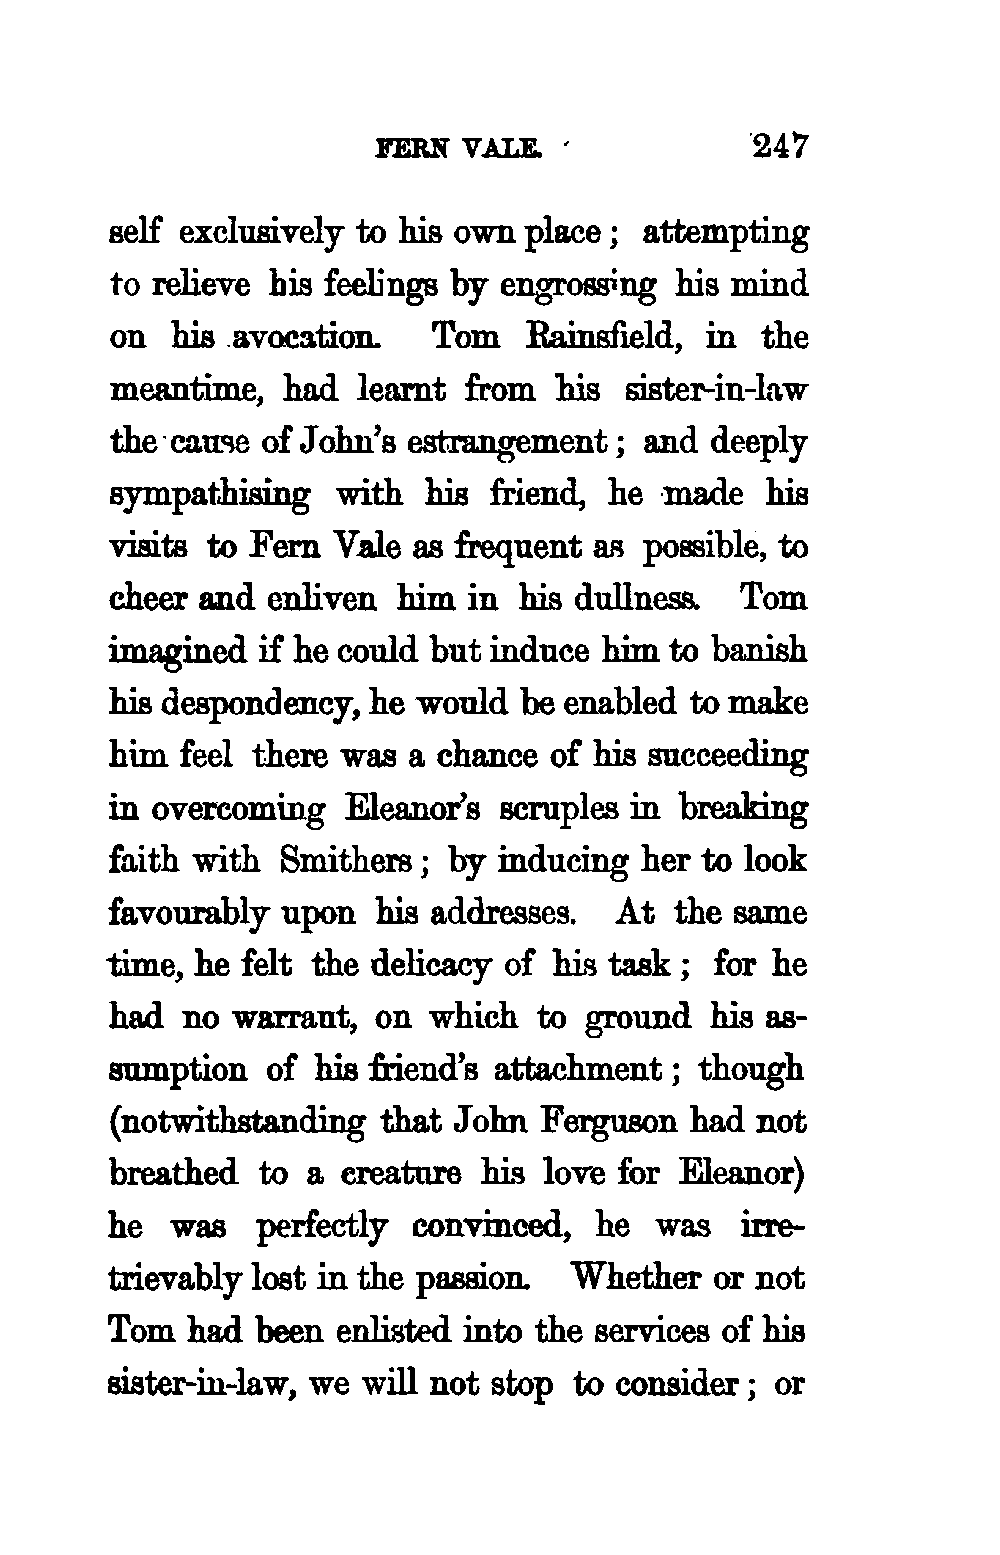 FERN VALE. 247
self exclusively to his own place; attempting
to relieve his feelings by engrossing his mind
on his avocation. Tom Rainsfield, in the
meantime, had learnt from his sister-in-law
the cause of John's estrangement; and deeply
sympathising with his friend, he made his
visits to Fern Vale as frequent as possible, to
cheer and enliven him in his dullness. Tom
imagined if he could but induce him to banish
his despondency, he would be enabled to make
him feel there was a chance of his succeeding
in overcoming Eleanor's scruples in breaking
faith with Smithers; by inducing her to look
favourably upon his addresses. At the same
time, he felt the delicacy of his task; for he
had no warrant, on which to ground his as-
sumption of his friend's attachment; though
(notwithstanding that John Ferguson had not
breathed to a creature his love for Eleanor)
he was perfectly convinced, he was irre-
trievably lost in the passion. Whether or not
Tom had been enlisted into the services of his
sister-in-law, we will not stop to consider; or